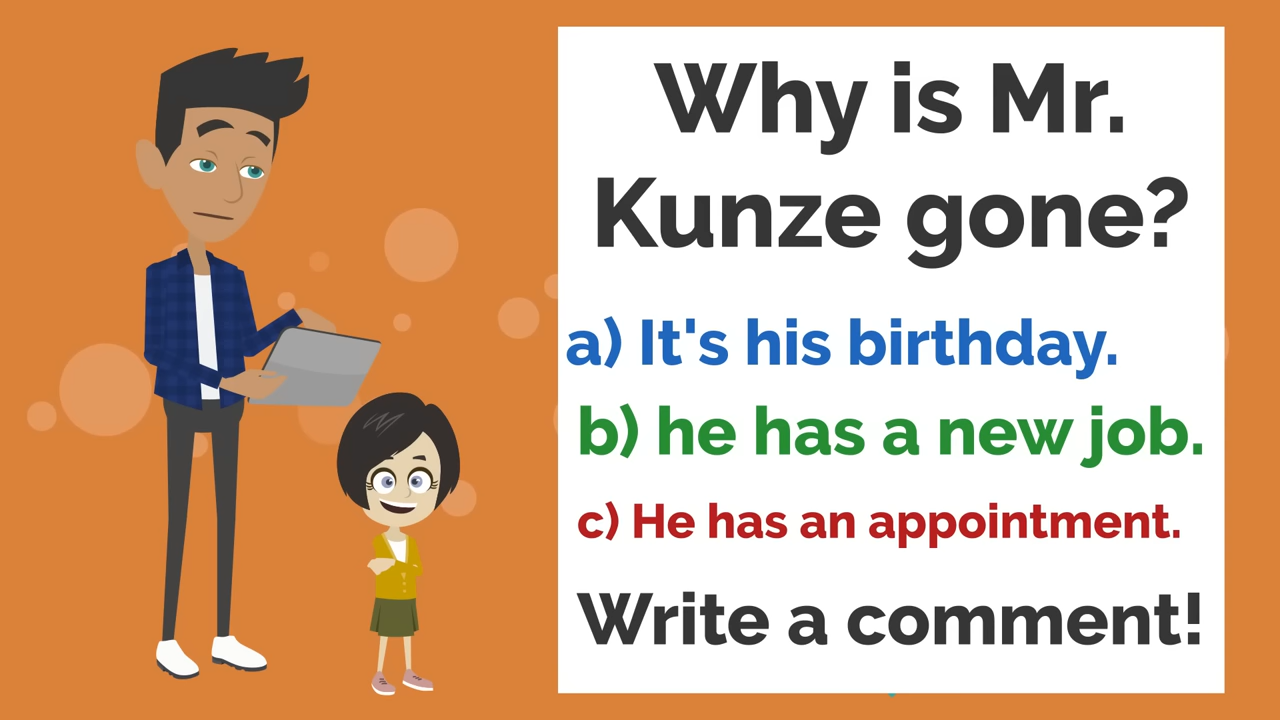 Why is Mr.
Kunze gone?
a) It's his birthday.
b) he has a new job.
c) He has an appointment.
Write a comment!